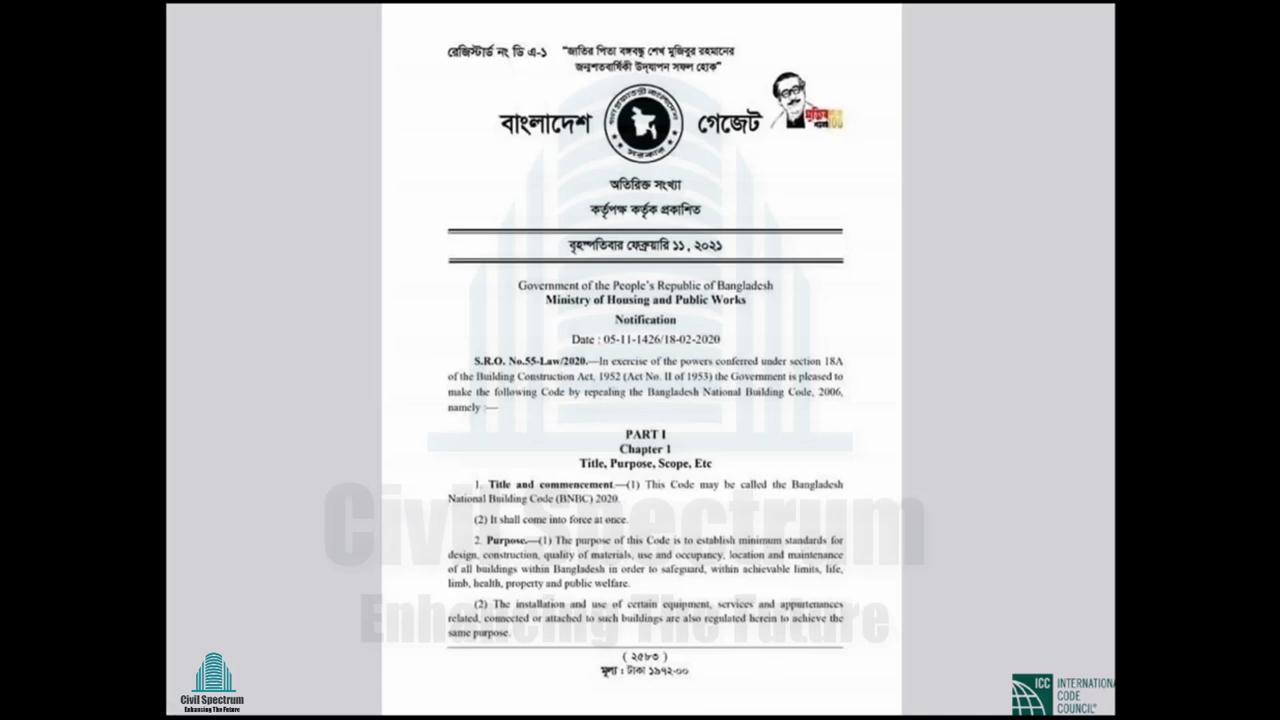 রেজিস্টার্ড নং ডি এ-১
“জাতির পিতা বঙ্গবন্ধু শেখ মুজিবুর রহমানের
জন্মশতবার্ষিকী উদ্‌যাপন সফল হোক”
বাংলাদেশ গেজেট
অতিরিক্ত সংখ্যা
কর্তৃপক্ষ কর্তৃক প্রকাশিত
বৃহস্পতিবার ফেব্রুয়ারি ১১, ২০২১
Government of the People's Republic of Bangladesh
Ministry of Housing and Public Works
Notification
Date : 05-11-1426/18-02-2020
S.R.O. No.55-Law/2020.—In exercise of the powers conferred under section 18A
of the Building Construction Act, 1952 (Act No. II of 1953) the Government is pleased to
make the following Code by repealing the Bangladesh National Building Code, 2006,
namely :—
PART I
Chapter 1
Title, Purpose, Scope, Etc
1. Title and commencement.—(1) This Code may be called the Bangladesh
National Building Code (BNBC) 2020.
(2) It shall come into force at once.
2. Purpose.—(1) The purpose of this Code is to establish minimum standards for
design, construction, quality of materials, use and occupancy, location and maintenance
of all buildings within Bangladesh in order to safeguard, within achievable limits, life,
limb, health, property and public welfare.
(2) The installation and use of certain equipment, services and appurtenances
related, connected or attached to such buildings are also regulated herein to achieve the
same purpose.
( ২৫৮৩ )
মূল্য : টাকা ১৯৭২-০০
Civil Spectrum
Enhancing The Future
Civil Spectrum
Enhancing The Future
ICC INTERNATIONAL
CODE
COUNCIL